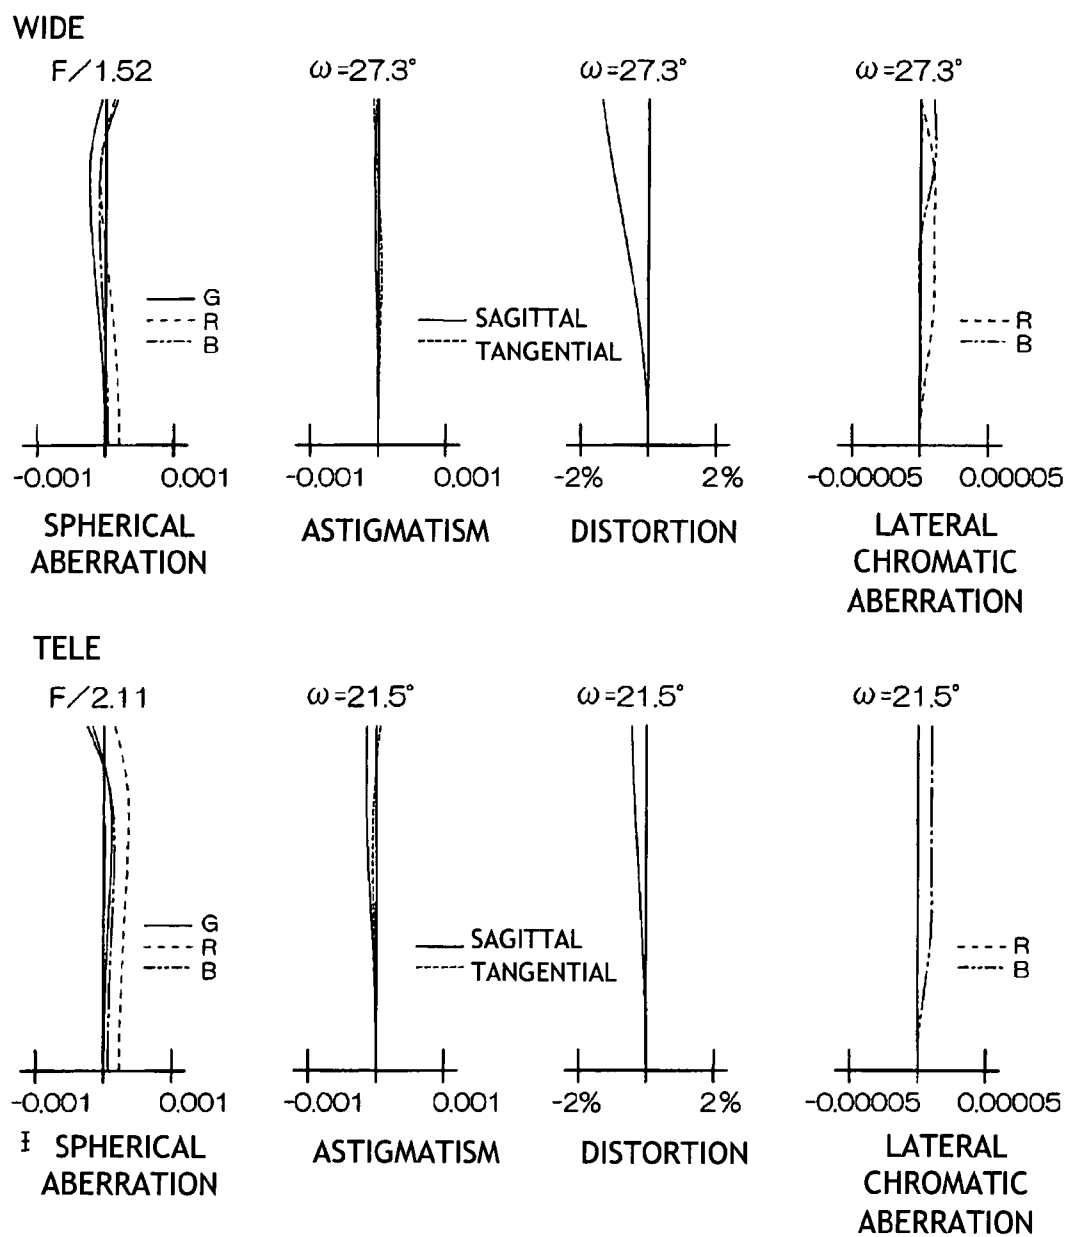 WIDE
F/1.52
ω=27.3°
ω=27.3°
ω=27.3°
G
R
B
SAGITTAL
TANGENTIAL
R
B
-0.001 0.001
-0.001 0.001
-2% 2%
-0.00005 0.00005
SPHERICAL
ABERRATION
ASTIGMATISM
DISTORTION
LATERAL
CHROMATIC
ABERRATION
TELE
F/2.11
ω=21.5°
ω=21.5°
ω=21.5°
G
R
B
SAGITTAL
TANGENTIAL
R
B
-0.001 0.001
-0.001 0.001
-2% 2%
-0.00005 0.00005
SPHERICAL
ABERRATION
ASTIGMATISM
DISTORTION
LATERAL
CHROMATIC
ABERRATION